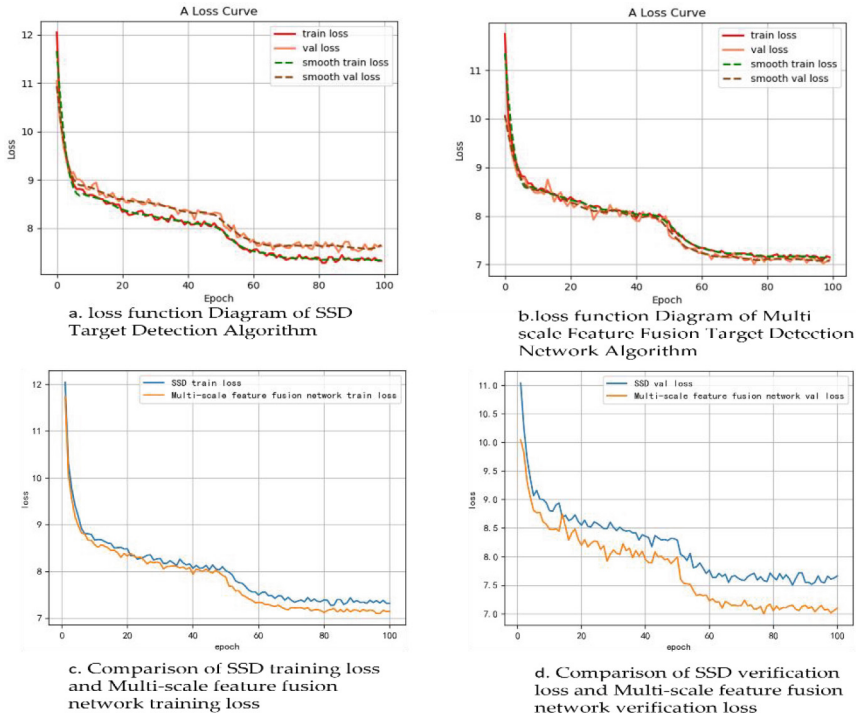 A Loss Curve
12
11
10
9
8
Loss
train loss
val loss
smooth train loss
smooth val loss
0
20
40
60
80
100
Epoch
a. loss function Diagram of SSD
Target Detection Algorithm
A Loss Curve
11
10
9
8
7
Loss
train loss
val loss
smooth train loss
smooth val loss
0
20
40
60
80
100
Epoch
b.loss function Diagram of Multi
scale Feature Fusion Target Detection
Network Algorithm
12
11
10
9
8
7
loss
SSD train loss
Multi-scale feature fusion network train loss
0
20
40
60
80
100
epoch
c. Comparison of SSD training loss
and Multi-scale feature fusion
network training loss
11.0
10.5
10.0
9.5
9.0
8.5
8.0
7.5
7.0
loss
SSD val loss
Multi-scale feature fusion network val loss
0
20
40
60
80
100
epoch
d. Comparison of SSD verification
loss and Multi-scale feature fusion
network verification loss